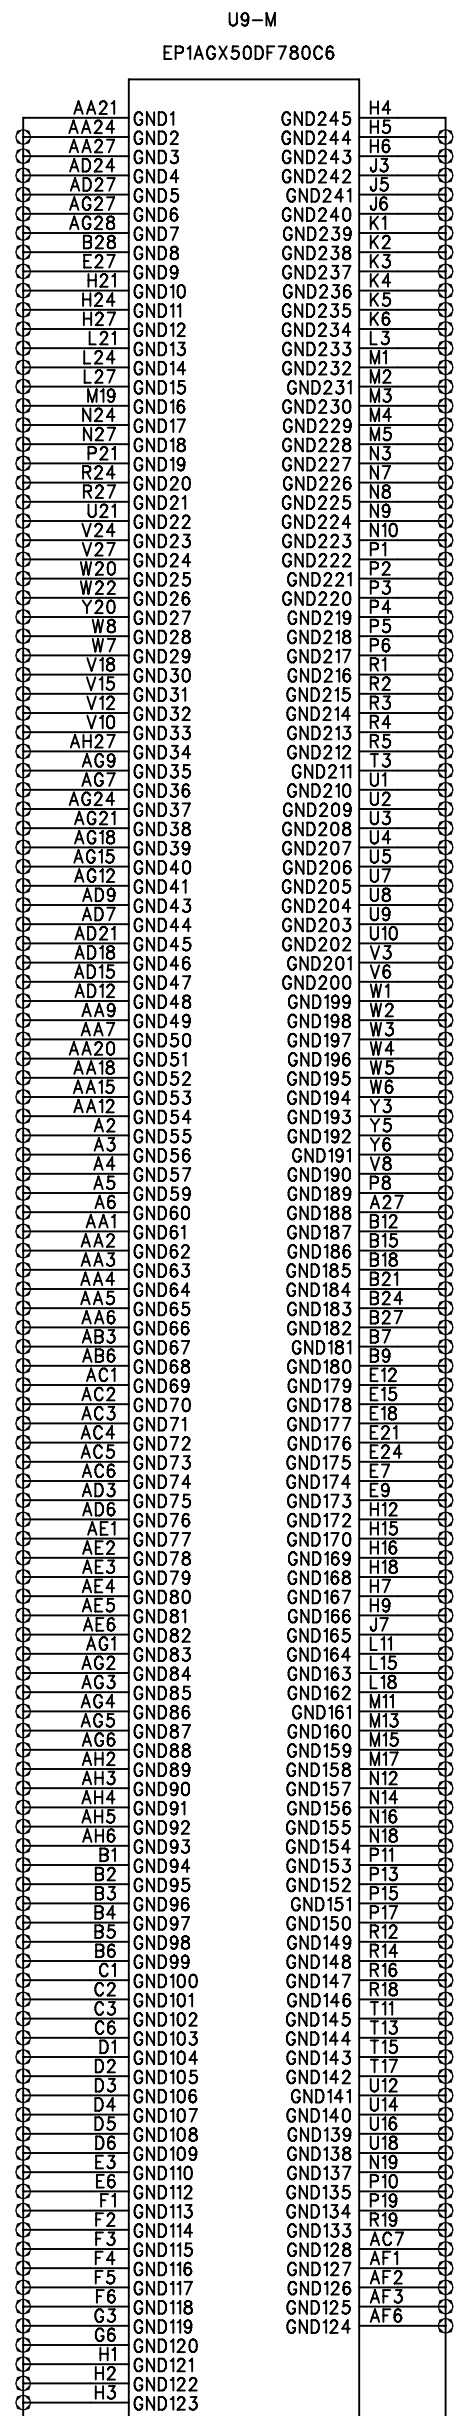 U9-M
EP1AGX50DF780C6
AA21 GND1 GND245 H4
AA24 GND2 GND244 H5
AA27 GND3 GND243 H6
AD24 GND4 GND242 J3
AD27 GND5 GND241 J5
AG27 GND6 GND240 J6
AG28 GND7 GND239 K1
B28 GND8 GND238 K2
E27 GND9 GND237 K3
H21 GND10 GND236 K4
H24 GND11 GND235 K5
H27 GND12 GND234 K6
L21 GND13 GND233 L3
L24 GND14 GND232 M1
L27 GND15 GND231 M2
M19 GND16 GND230 M3
N24 GND17 GND229 M4
N27 GND18 GND228 M5
P21 GND19 GND227 N3
R24 GND20 GND226 N7
R27 GND21 GND225 N8
U21 GND22 GND224 N9
V24 GND23 GND223 N10
V27 GND24 GND222 P1
W20 GND25 GND221 P2
W22 GND26 GND220 P3
Y20 GND27 GND219 P4
W8 GND28 GND218 P5
W7 GND29 GND217 P6
V18 GND30 GND216 R1
V15 GND31 GND215 R2
V12 GND32 GND214 R3
V10 GND33 GND213 R4
AH27 GND34 GND212 R5
AG9 GND35 GND211 T3
AG7 GND36 GND210 U1
AG24 GND37 GND209 U2
AG21 GND38 GND208 U3
AG18 GND39 GND207 U4
AG15 GND40 GND206 U5
AG12 GND41 GND205 U7
AD9 GND43 GND204 U8
AD7 GND44 GND203 U9
AD21 GND45 GND202 U10
AD18 GND46 GND201 V3
AD15 GND47 GND200 V6
AD12 GND48 GND199 W1
AA9 GND49 GND198 W2
AA7 GND50 GND197 W3
AA20 GND51 GND196 W4
AA18 GND52 GND195 W5
AA15 GND53 GND194 W6
AA12 GND54 GND193 Y3
A2 GND55 GND192 Y5
A3 GND56 GND191 Y6
A4 GND57 GND190 V8
A5 GND59 GND189 P8
A6 GND60 GND188 A27
AA1 GND61 GND187 B12
AA2 GND62 GND186 B15
AA3 GND63 GND185 B18
AA4 GND64 GND184 B21
AA5 GND65 GND183 B24
AA6 GND66 GND182 B27
AB3 GND67 GND181 B7
AB6 GND68 GND180 B9
AC1 GND69 GND179 E12
AC2 GND70 GND178 E15
AC3 GND71 GND177 E18
AC4 GND72 GND176 E21
AC5 GND73 GND175 E24
AC6 GND74 GND174 E7
AD3 GND75 GND173 E9
AD6 GND76 GND172 H12
AE1 GND77 GND170 H15
AE2 GND78 GND169 H16
AE3 GND79 GND168 H18
AE4 GND80 GND167 H7
AE5 GND81 GND166 H9
AE6 GND82 GND165 J7
AG1 GND83 GND164 L11
AG2 GND84 GND163 L15
AG3 GND85 GND162 L18
AG4 GND86 GND161 M11
AG5 GND87 GND160 M13
AG6 GND88 GND159 M15
AH2 GND89 GND158 M17
AH3 GND90 GND157 N12
AH4 GND91 GND156 N14
AH5 GND92 GND155 N16
AH6 GND93 GND154 N18
B1 GND94 GND153 P11
B2 GND95 GND152 P13
B3 GND96 GND151 P15
B4 GND97 GND150 P17
B5 GND98 GND149 R12
B6 GND99 GND148 R14
C1 GND100 GND147 R16
C2 GND101 GND146 R18
C3 GND102 GND145 T11
C6 GND103 GND144 T13
D1 GND104 GND143 T15
D2 GND105 GND142 T17
D3 GND106 GND141 U12
D4 GND107 GND140 U14
D5 GND108 GND139 U16
D6 GND109 GND138 U18
E3 GND110 GND137 N19
E6 GND112 GND135 P10
F1 GND113 GND134 P19
F2 GND114 GND133 R19
F3 GND115 GND128 AC7
F4 GND116 GND127 AF1
F5 GND117 GND126 AF2
F6 GND118 GND125 AF3
G3 GND119 GND124 AF6
G6 GND120
H1 GND121
H2 GND122
H3 GND123